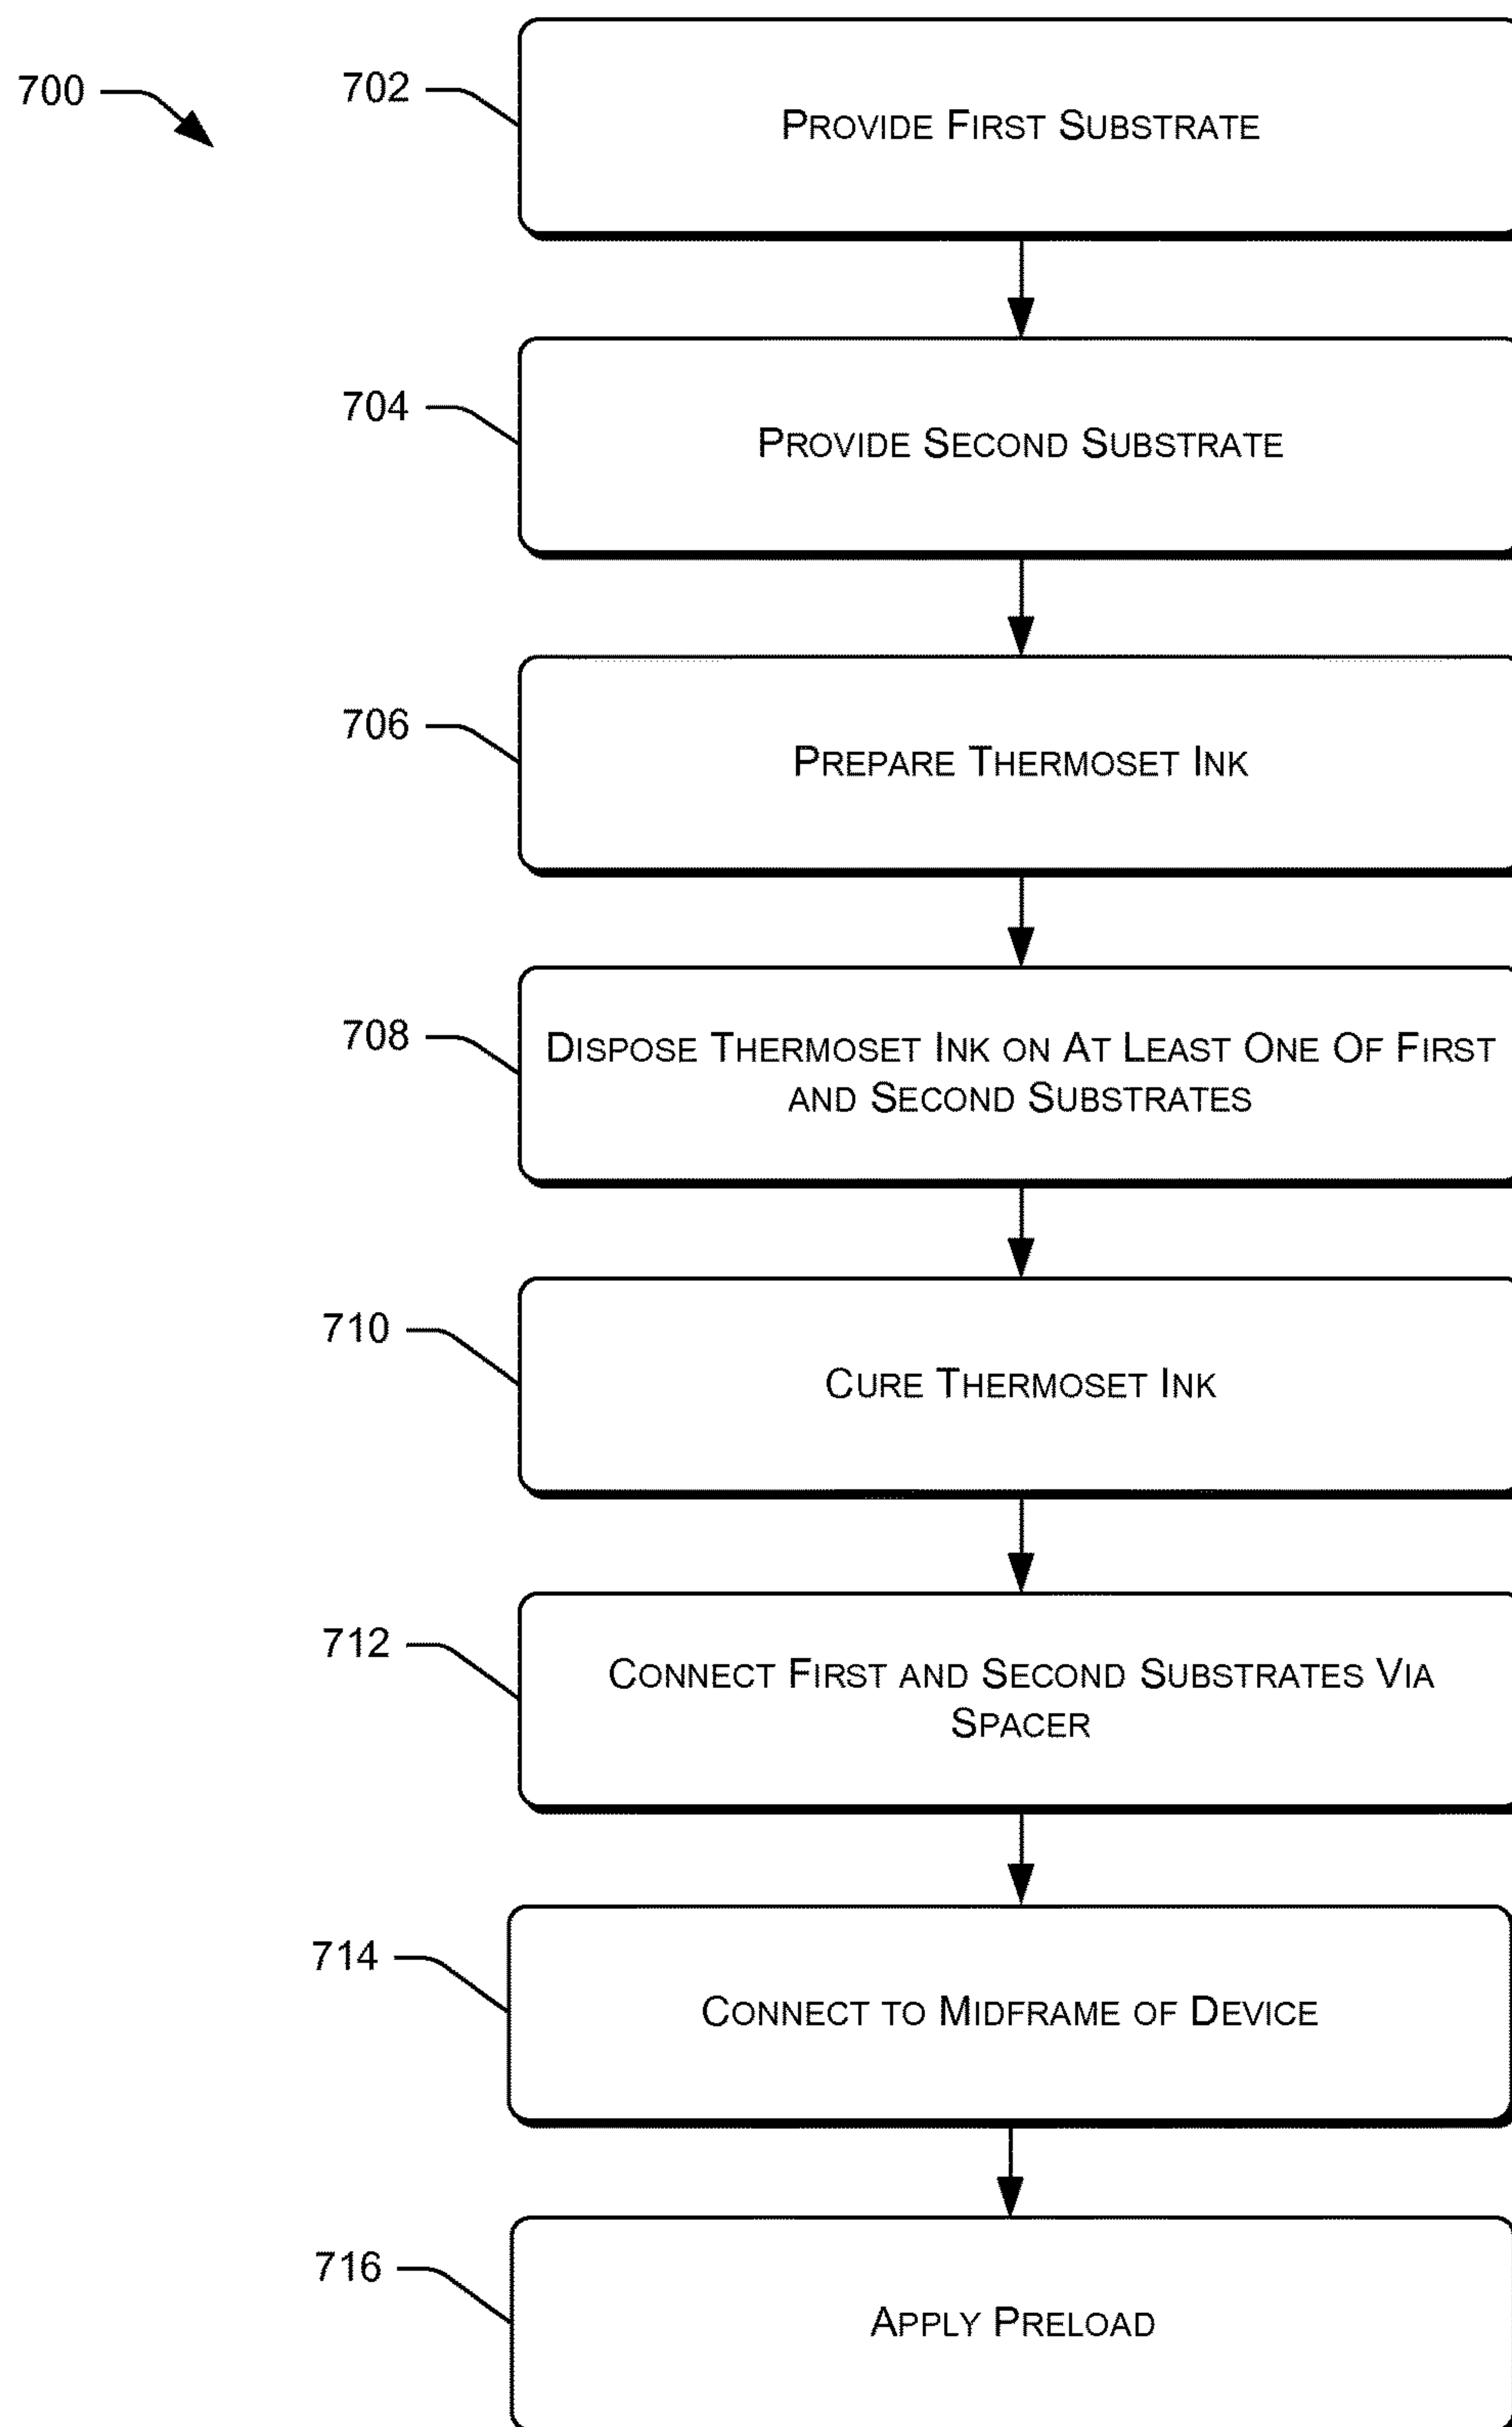 700
702
PROVIDE FIRST SUBSTRATE
704
PROVIDE SECOND SUBSTRATE
706
PREPARE THERMOSET INK
708
DISPOSE THERMOSET INK ON AT LEAST ONE OF FIRST
AND SECOND SUBSTRATES
710
CURE THERMOSET INK
712
CONNECT FIRST AND SECOND SUBSTRATES VIA
SPACER
714
CONNECT TO MIDFRAME OF DEVICE
716
APPLY PRELOAD